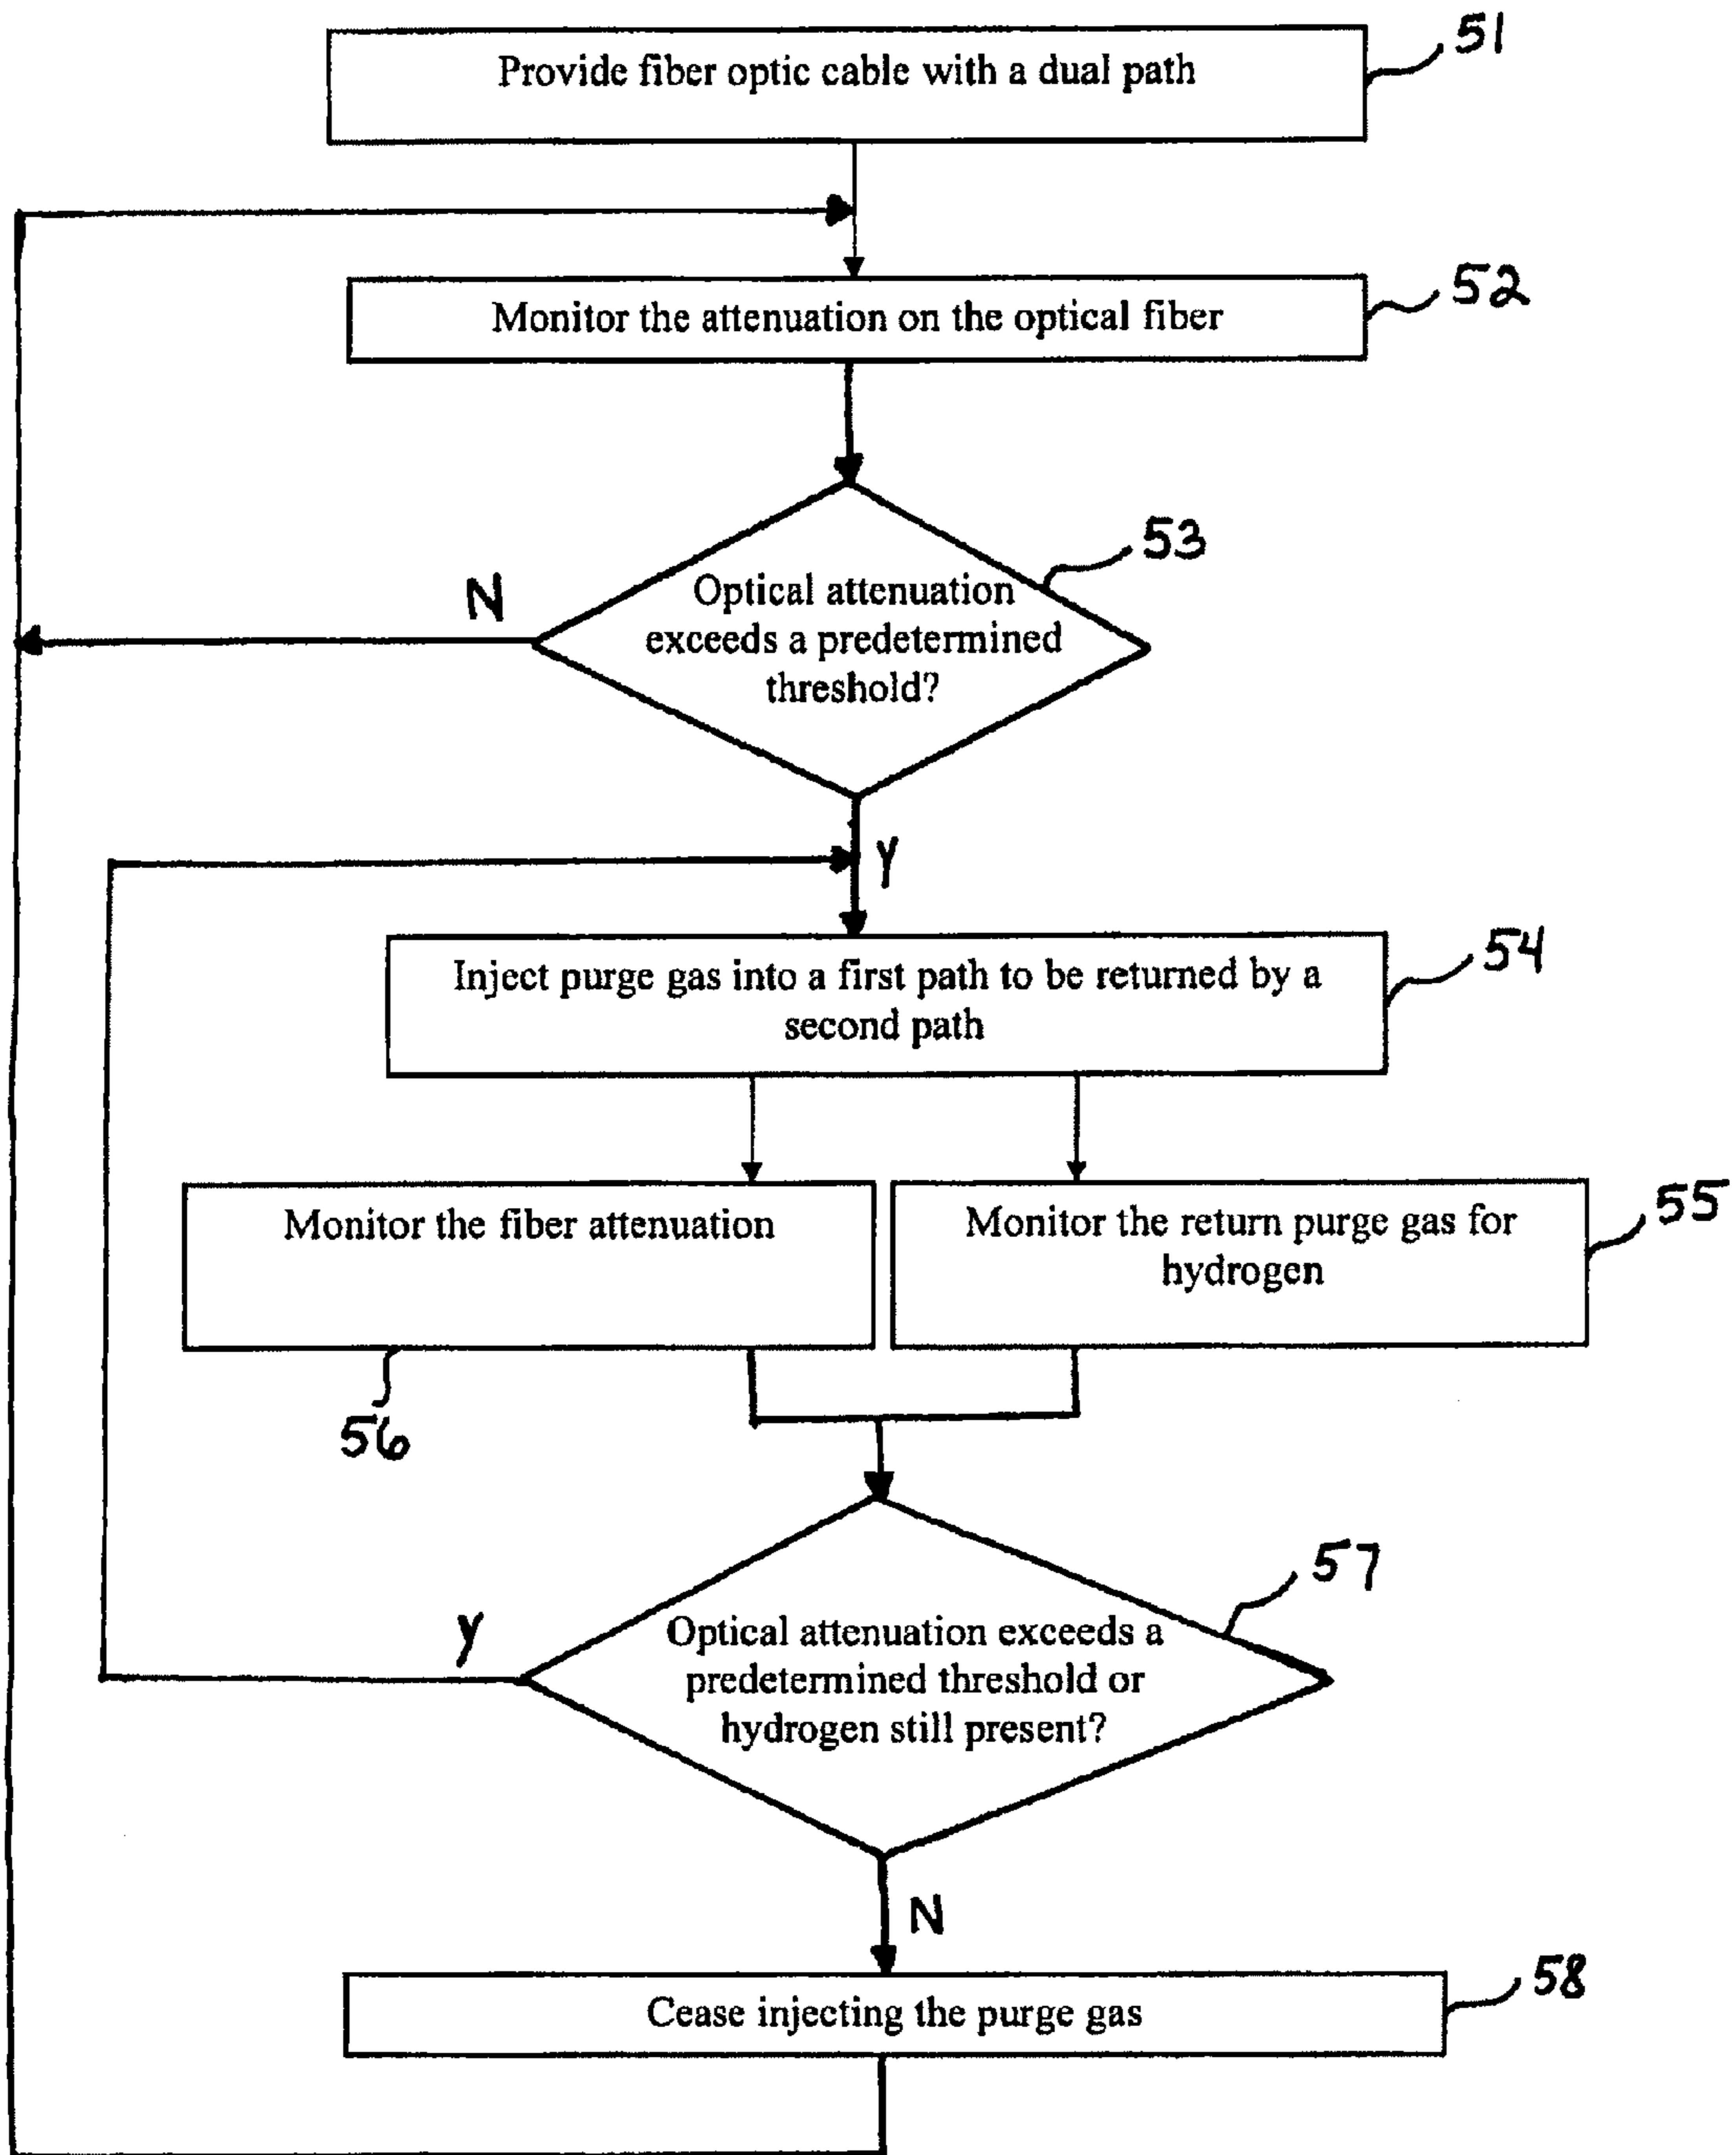 51
Provide fiber optic cable with a dual path
52
Monitor the attenuation on the optical fiber
53
Optical attenuation
exceeds a predetermined
threshold?
N
Y
54
Inject purge gas into a first path to be returned by a
second path
Monitor the fiber attenuation
56
55
Monitor the return purge gas for
hydrogen
57
Optical attenuation exceeds a
predetermined threshold or
hydrogen still present?
Y
N
58
Cease injecting the purge gas